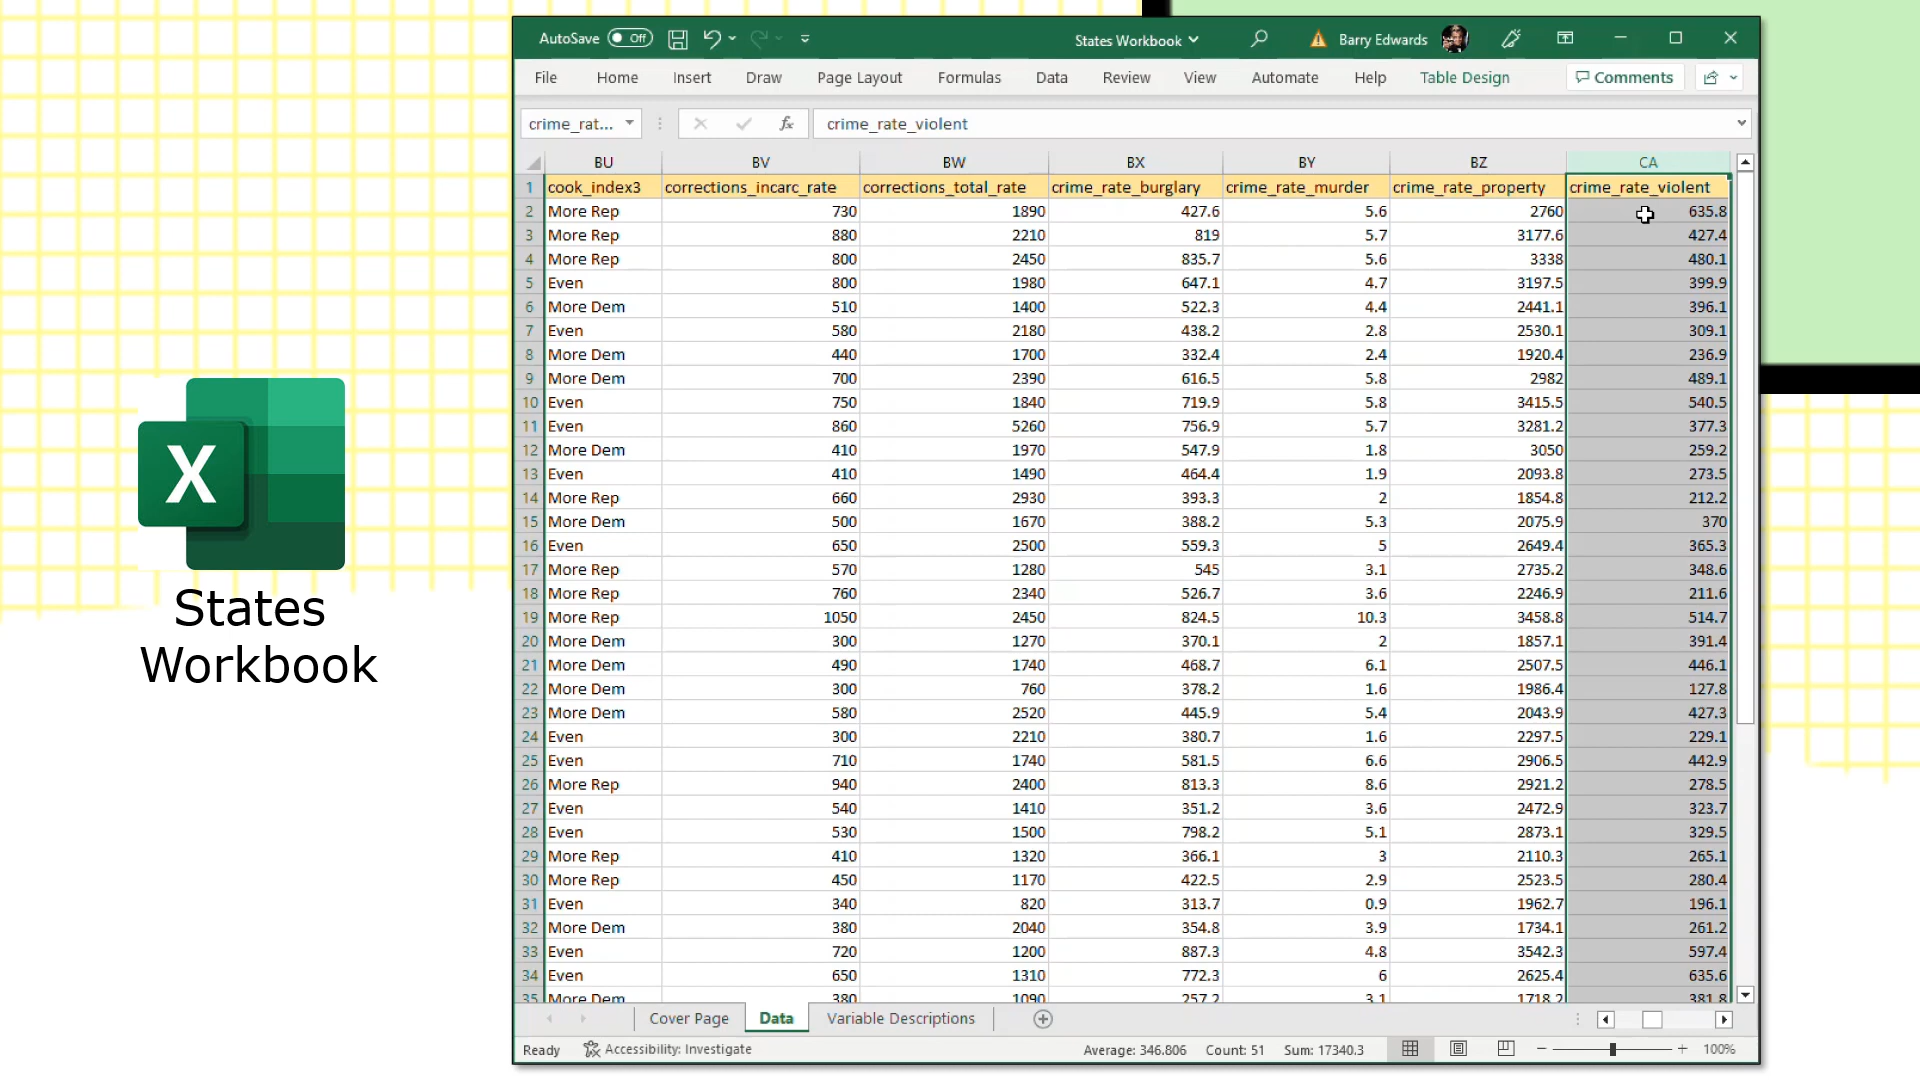 AutoSave Off States Workbook Barry Edwards
File Home Insert Draw Page Layout Formulas Data Review View Automate Help Table Design Comments
crime_rat... fx crime_rate_violent
BU BV BW BX BY BZ CA
1 cook_index3 corrections_incarc_rate corrections_total_rate crime_rate_burglary crime_rate_murder crime_rate_property crime_rate_violent
2 More Rep 730 1890 427.6 5.6 2760 635.8
3 More Rep 880 2210 819 5.7 3177.6 427.4
4 More Rep 800 2450 835.7 5.6 3338 480.1
5 Even 800 1980 647.1 4.7 3197.5 399.9
6 More Dem 510 1400 522.3 4.4 2441.1 396.1
7 Even 580 2180 438.2 2.8 2530.1 309.1
8 More Dem 440 1700 332.4 2.4 1920.4 236.9
9 More Dem 700 2390 616.5 5.8 2982 489.1
10 Even 750 1840 719.9 5.8 3415.5 540.5
11 Even 860 5260 756.9 5.7 3281.2 377.3
12 More Dem 410 1970 547.9 1.8 3050 259.2
13 Even 410 1490 464.4 1.9 2093.8 273.5
14 More Rep 660 2930 393.3 2 1854.8 212.2
15 More Dem 500 1670 388.2 5.3 2075.9 370
16 Even 650 2500 559.3 5 2649.4 365.3
17 More Rep 570 1280 545 3.1 2735.2 348.6
18 More Rep 760 2340 526.7 3.6 2246.9 211.6
19 More Rep 1050 2450 824.5 10.3 3458.8 514.7
20 More Dem 300 1270 370.1 2 1857.1 391.4
21 More Dem 490 1740 468.7 6.1 2507.5 446.1
22 More Dem 300 760 378.2 1.6 1986.4 127.8
23 More Dem 580 2520 445.9 5.4 2043.9 427.3
24 Even 300 2210 380.7 1.6 2297.5 229.1
25 Even 710 1740 581.5 6.6 2906.5 442.9
26 More Rep 940 2400 813.3 8.6 2921.2 278.5
27 Even 540 1410 351.2 3.6 2472.9 323.7
28 Even 530 1500 798.2 5.1 2873.1 329.5
29 More Rep 410 1320 366.1 3 2110.3 265.1
30 More Rep 450 1170 422.5 2.9 2523.5 280.4
31 Even 340 820 313.7 0.9 1962.7 196.1
32 More Dem 380 2040 354.8 3.9 1734.1 261.2
33 Even 720 1200 887.3 4.8 3542.3 597.4
34 Even 650 1310 772.3 6 2625.4 635.6
35 More Dem 380 1090 257.2 3.1 1718.2 381.8
Cover Page Data Variable Descriptions
Ready Accessibility: Investigate Average: 346.806 Count: 51 Sum: 17340.3 100%
X
States
Workbook